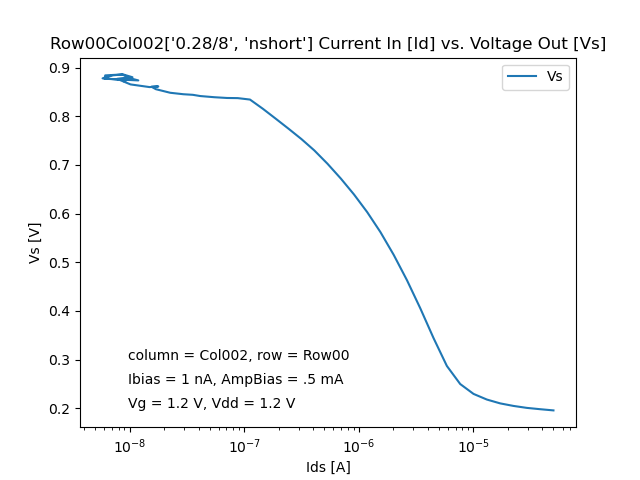 Row00Col002['0.28/8', 'nshort'] Current In [Id] vs. Voltage Out [Vs]
Vs
0.9
0.8
0.7
0.6
0.5
0.4
0.3
0.2
Vs [V]
column = Col002, row = Row00
Ibias = 1 nA, AmpBias = .5 mA
Vg = 1.2 V, Vdd = 1.2 V
10⁻⁸ 10⁻⁷ 10⁻⁶ 10⁻⁵
Ids [A]